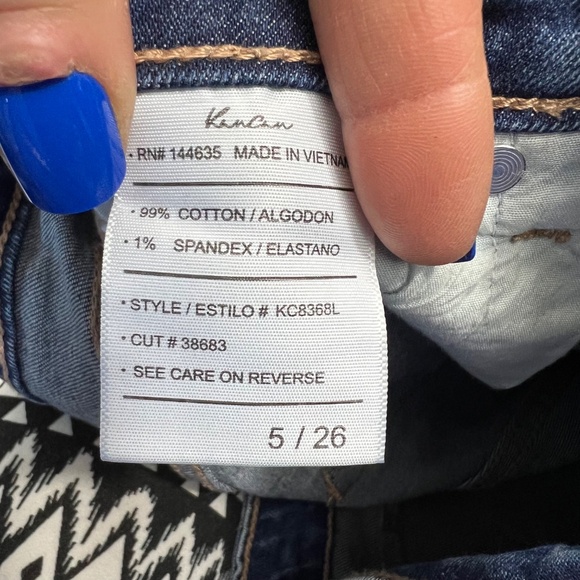 KanCan
· RN# 144635 MADE IN VIETNAM
· 99% COTTON / ALGODON
· 1% SPANDEX / ELASTANO
· STYLE / ESTILO # KC8368L
· CUT # 38683
· SEE CARE ON REVERSE
5 / 26